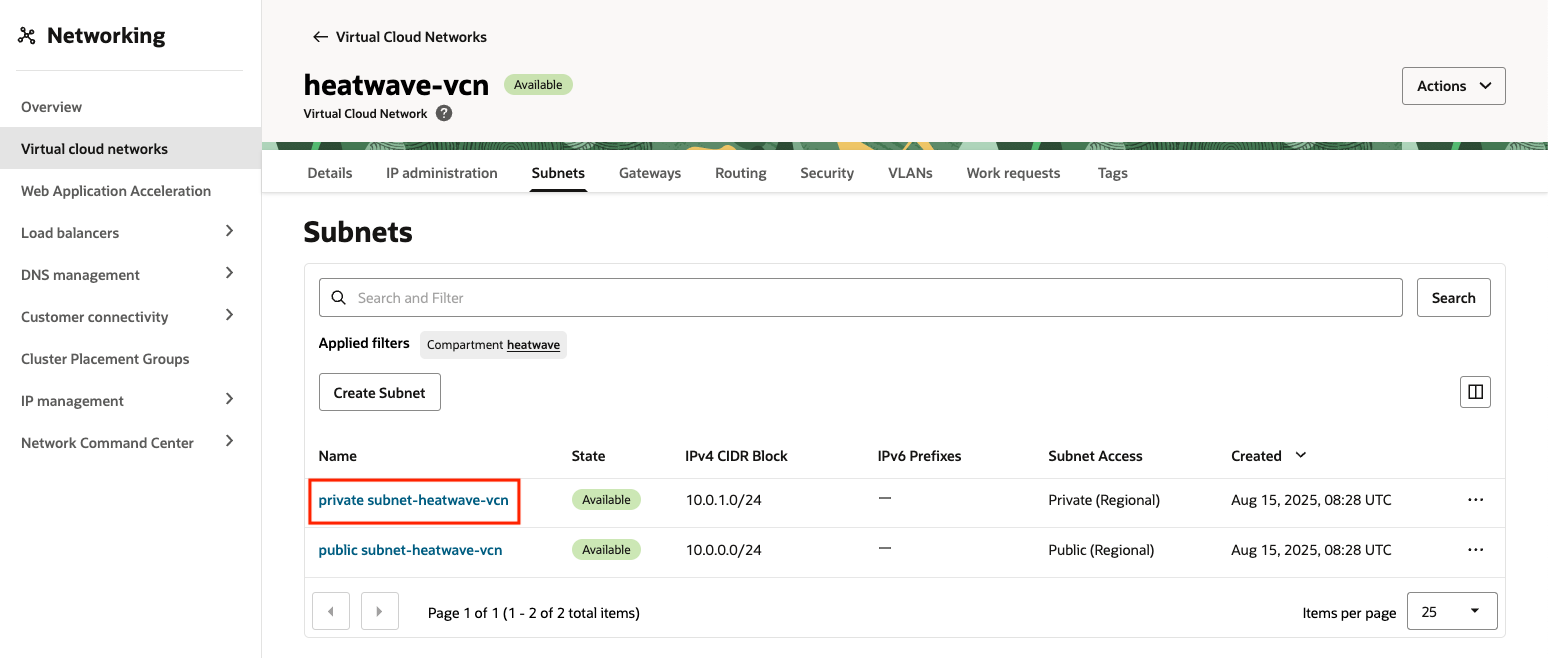 Networking
Overview
Virtual cloud networks
Web Application Acceleration
Load balancers
DNS management
Customer connectivity
Cluster Placement Groups
IP management
Network Command Center
Virtual Cloud Networks
heatwave-vcn Available
Virtual Cloud Network ?
Actions
Details IP administration Subnets Gateways Routing Security VLANs Work requests Tags
Subnets
Search and Filter Search
Applied filters Compartment heatwave
Create Subnet
Name State IPv4 CIDR Block IPv6 Prefixes Subnet Access Created
private subnet-heatwave-vcn Available 10.0.1.0/24 — Private (Regional) Aug 15, 2025, 08:28 UTC ...
public subnet-heatwave-vcn Available 10.0.0.0/24 — Public (Regional) Aug 15, 2025, 08:28 UTC ...
Page 1 of 1 (1 - 2 of 2 total items) Items per page 25